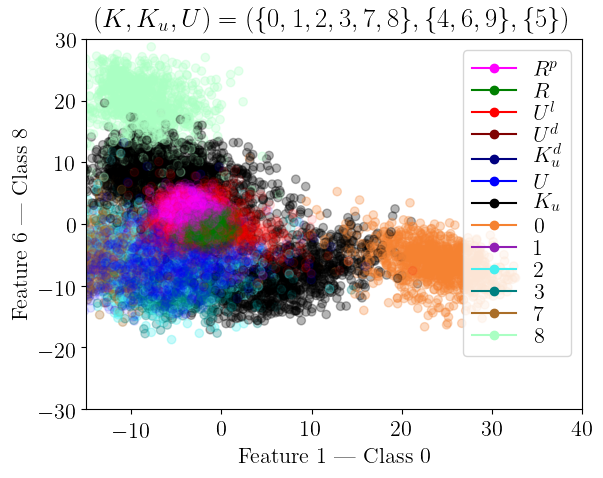 (K, K_u, U) = ({0, 1, 2, 3, 7, 8}, {4, 6, 9}, {5})
R^p
R
U^l
U^d
K_u^d
U
K_u
0
1
2
3
7
8
30
20
10
0
−10
−20
−30
Feature 6 — Class 8
−10
0
10
20
30
40
Feature 1 — Class 0